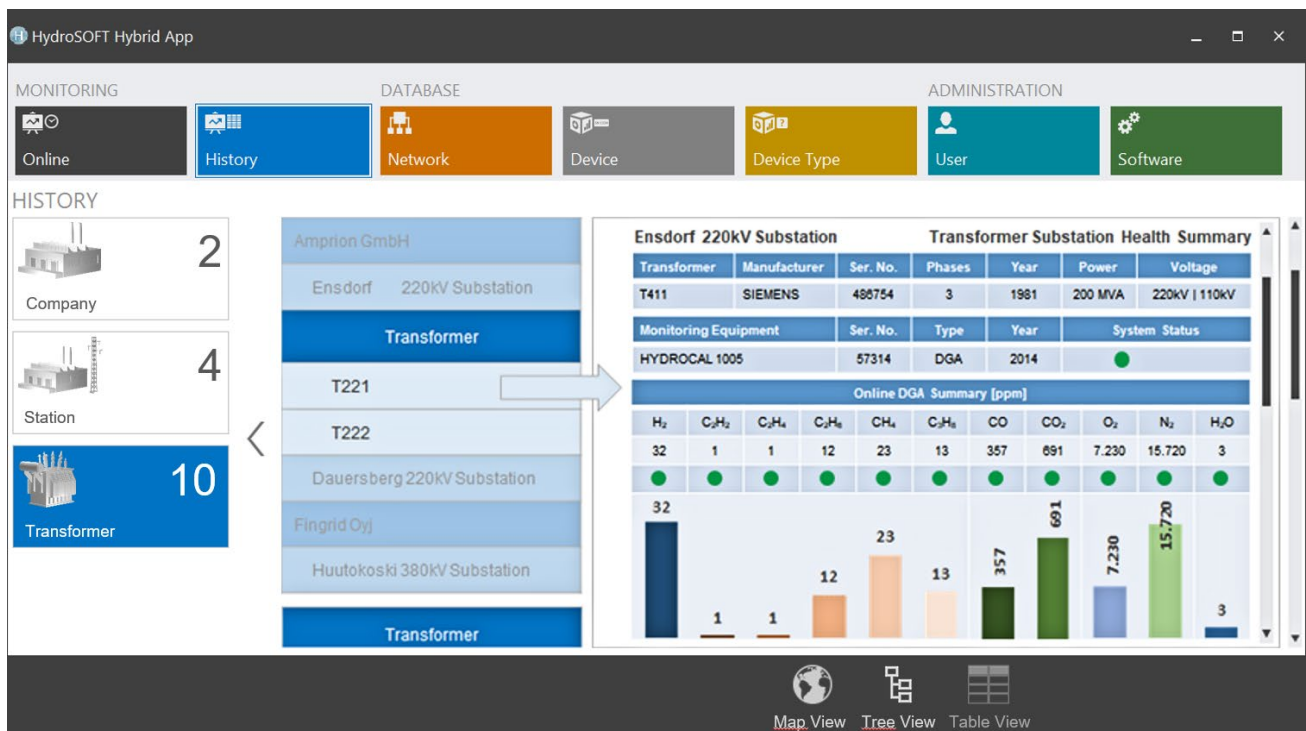 HydroSOFT Hybrid App
MONITORING DATABASE ADMINISTRATION
Online History Network Device Device Type User Software
HISTORY
2
Company
4
Station
10
Transformer
Amprion GmbH
Ensdorf 220kV Substation
Transformer
T221
T222
Dauersberg 220kV Substation
Fingrid Oyj
Huutokoski 380kV Substation
Transformer
Ensdorf 220kV Substation Transformer Substation Health Summary
Transformer Manufacturer Ser. No. Phases Year Power Voltage
T411 SIEMENS 486754 3 1981 200 MVA 220kV | 110kV
Monitoring Equipment Ser. No. Type Year System Status
HYDROCAL 1005 57314 DGA 2014
Online DGA Summary [ppm]
H₂ C₂H₂ C₂H₄ C₂H₆ CH₄ C₃H₈ CO CO₂ O₂ N₂ H₂O
32 1 1 12 23 13 357 691 7.230 15.720 3
32 1 1 12 23 13 357 691 7.230 15.720 3
Map View Tree View Table View